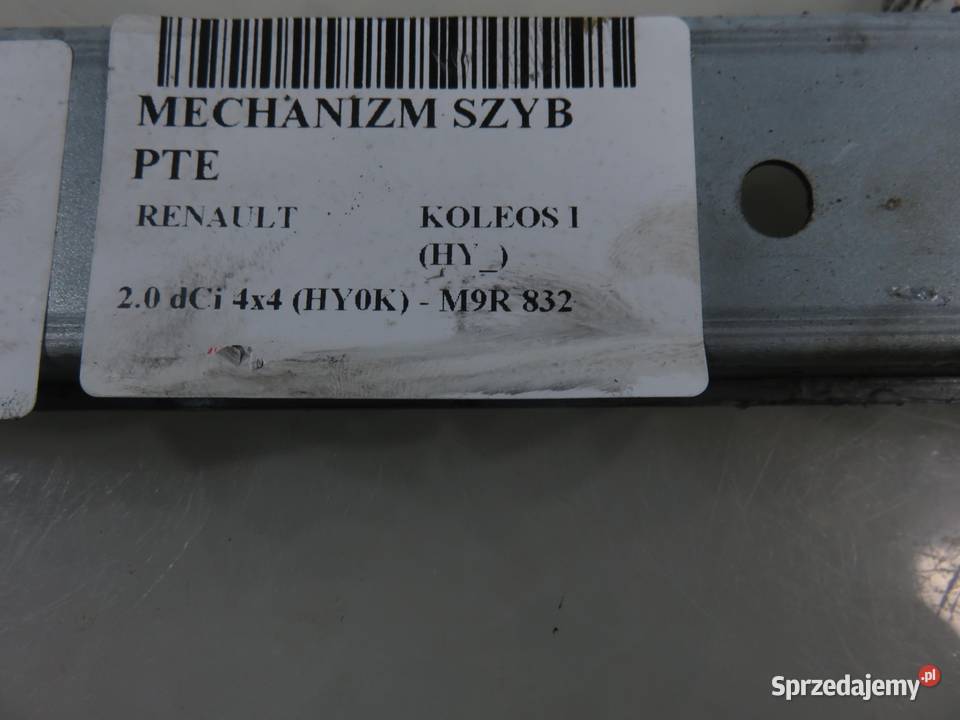 MECHANIZM SZYB
PTE
RENAULT KOLEOS I
(HY_)
2.0 dCi 4x4 (HY0K) - M9R 832
Sprzedajemy.pl